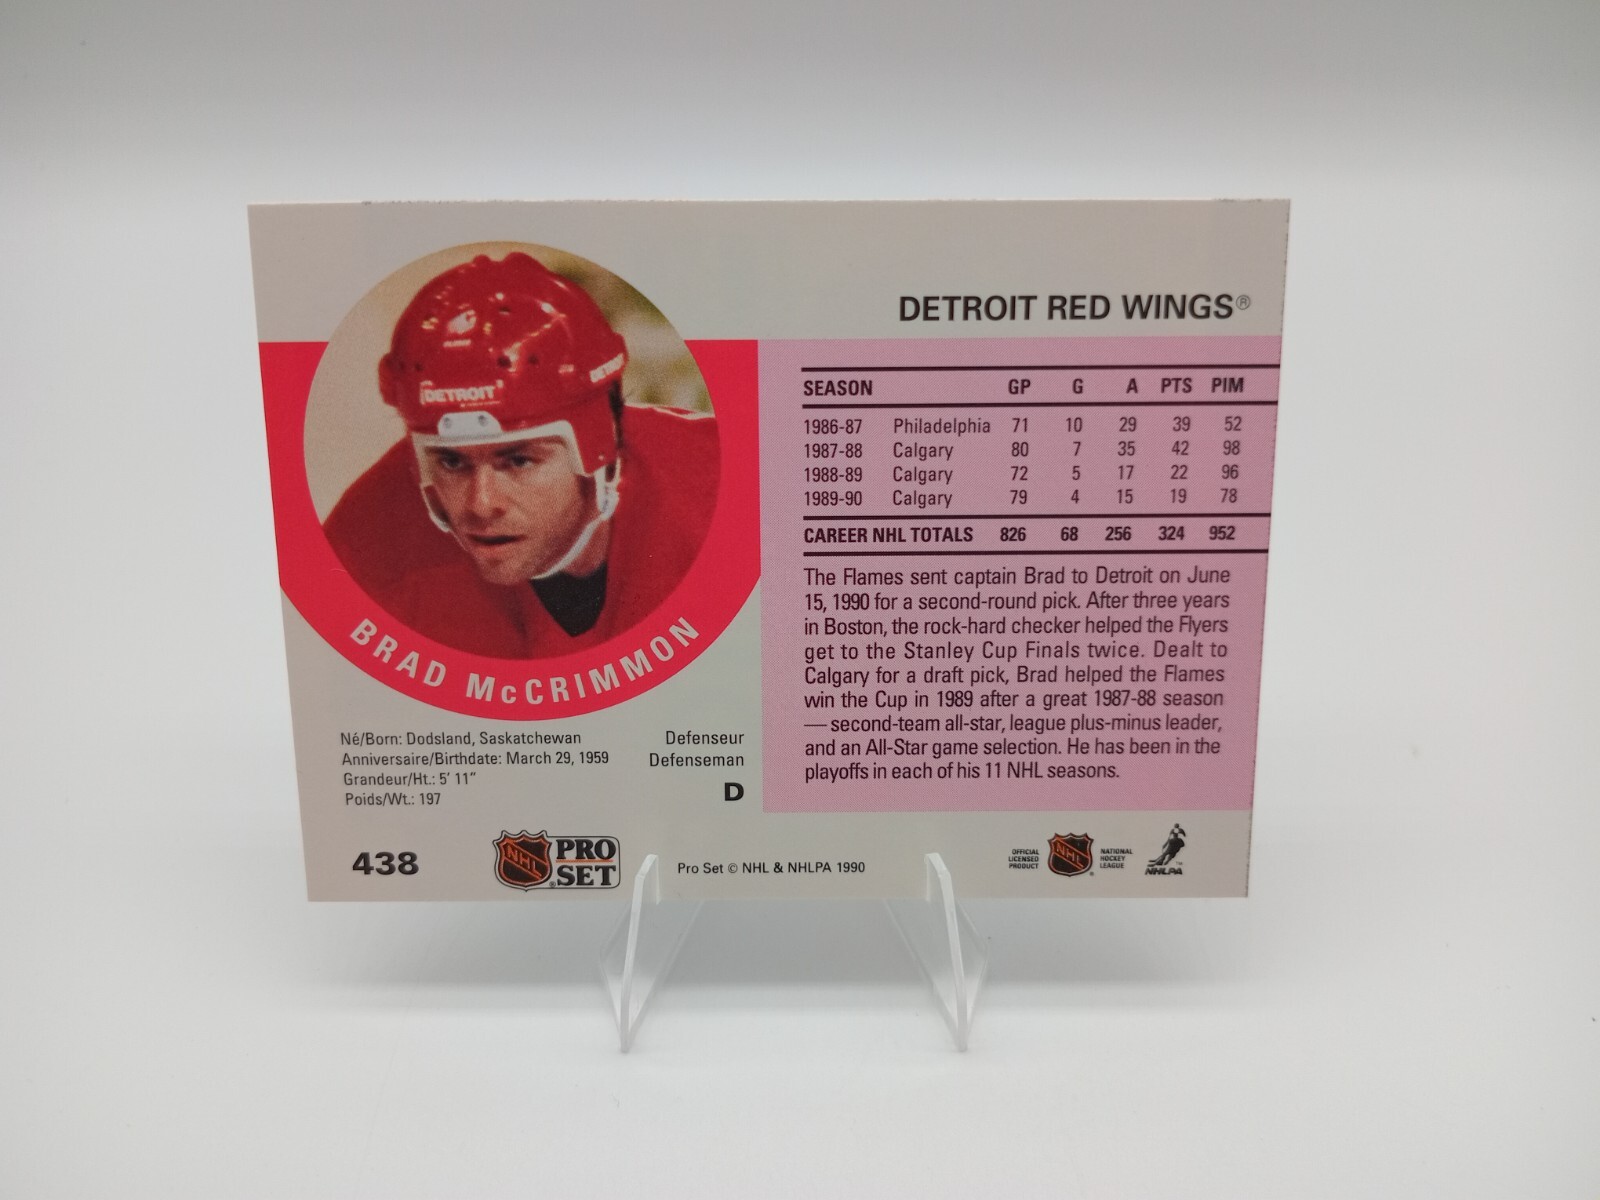 DETROIT RED WINGS®
DETROIT
BRAD McCRIMMON
Né/Born: Dodsland, Saskatchewan
Anniversaire/Birthdate: March 29, 1959
Grandeur/Ht.: 5' 11"
Poids/Wt.: 197
Defenseur
Defenseman
D
SEASON GP G A PTS PIM
1986-87 Philadelphia 71 10 29 39 52
1987-88 Calgary 80 7 35 42 98
1988-89 Calgary 72 5 17 22 96
1989-90 Calgary 79 4 15 19 78
CAREER NHL TOTALS 826 68 256 324 952
The Flames sent captain Brad to Detroit on June
15, 1990 for a second-round pick. After three years
in Boston, the rock-hard checker helped the Flyers
get to the Stanley Cup Finals twice. Dealt to
Calgary for a draft pick, Brad helped the Flames
win the Cup in 1989 after a great 1987-88 season
— second-team all-star, league plus-minus leader,
and an All-Star game selection. He has been in the
playoffs in each of his 11 NHL seasons.
438
NHL PRO SET
Pro Set © NHL & NHLPA 1990
OFFICIAL
LICENSED
PRODUCT
NHL
NATIONAL
HOCKEY
LEAGUE
NHLPA